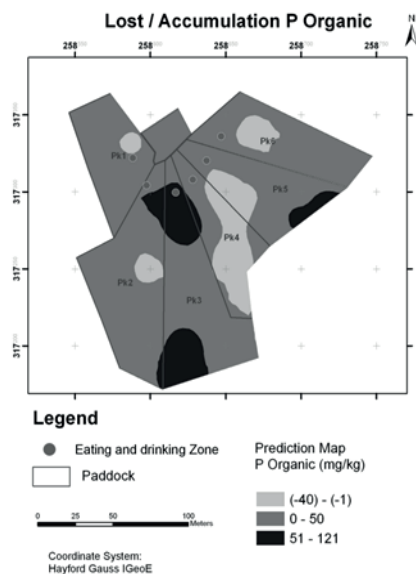 Lost / Accumulation P Organic
N
258 258 258 258 258
317
317
317
317
Pk1
Pk6
Pk5
Pk4
Pk2
Pk3
Legend
Eating and drinking Zone
Paddock
0 25 50 100
Meters
Coordinate System:
Hayford Gauss IGeoE
Prediction Map
P Organic (mg/kg)
(-40) - (-1)
0 - 50
51 - 121